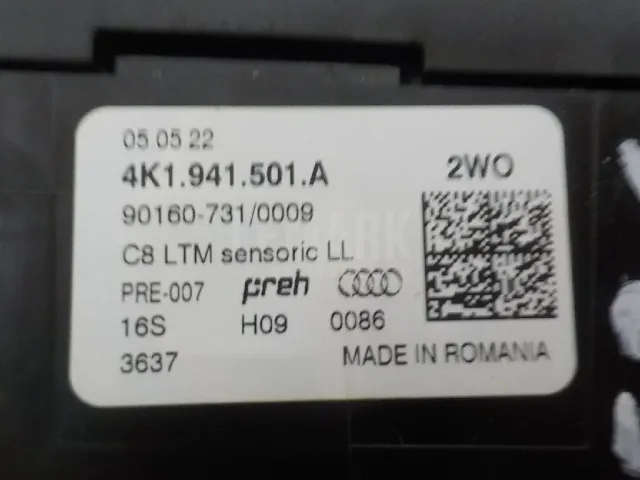 05 05 22
4K1.941.501.A
2WO
90160-731/0009
C8 LTM sensoric LL
PRE-007 preh
16S H09 0086
3637 MADE IN ROMANIA